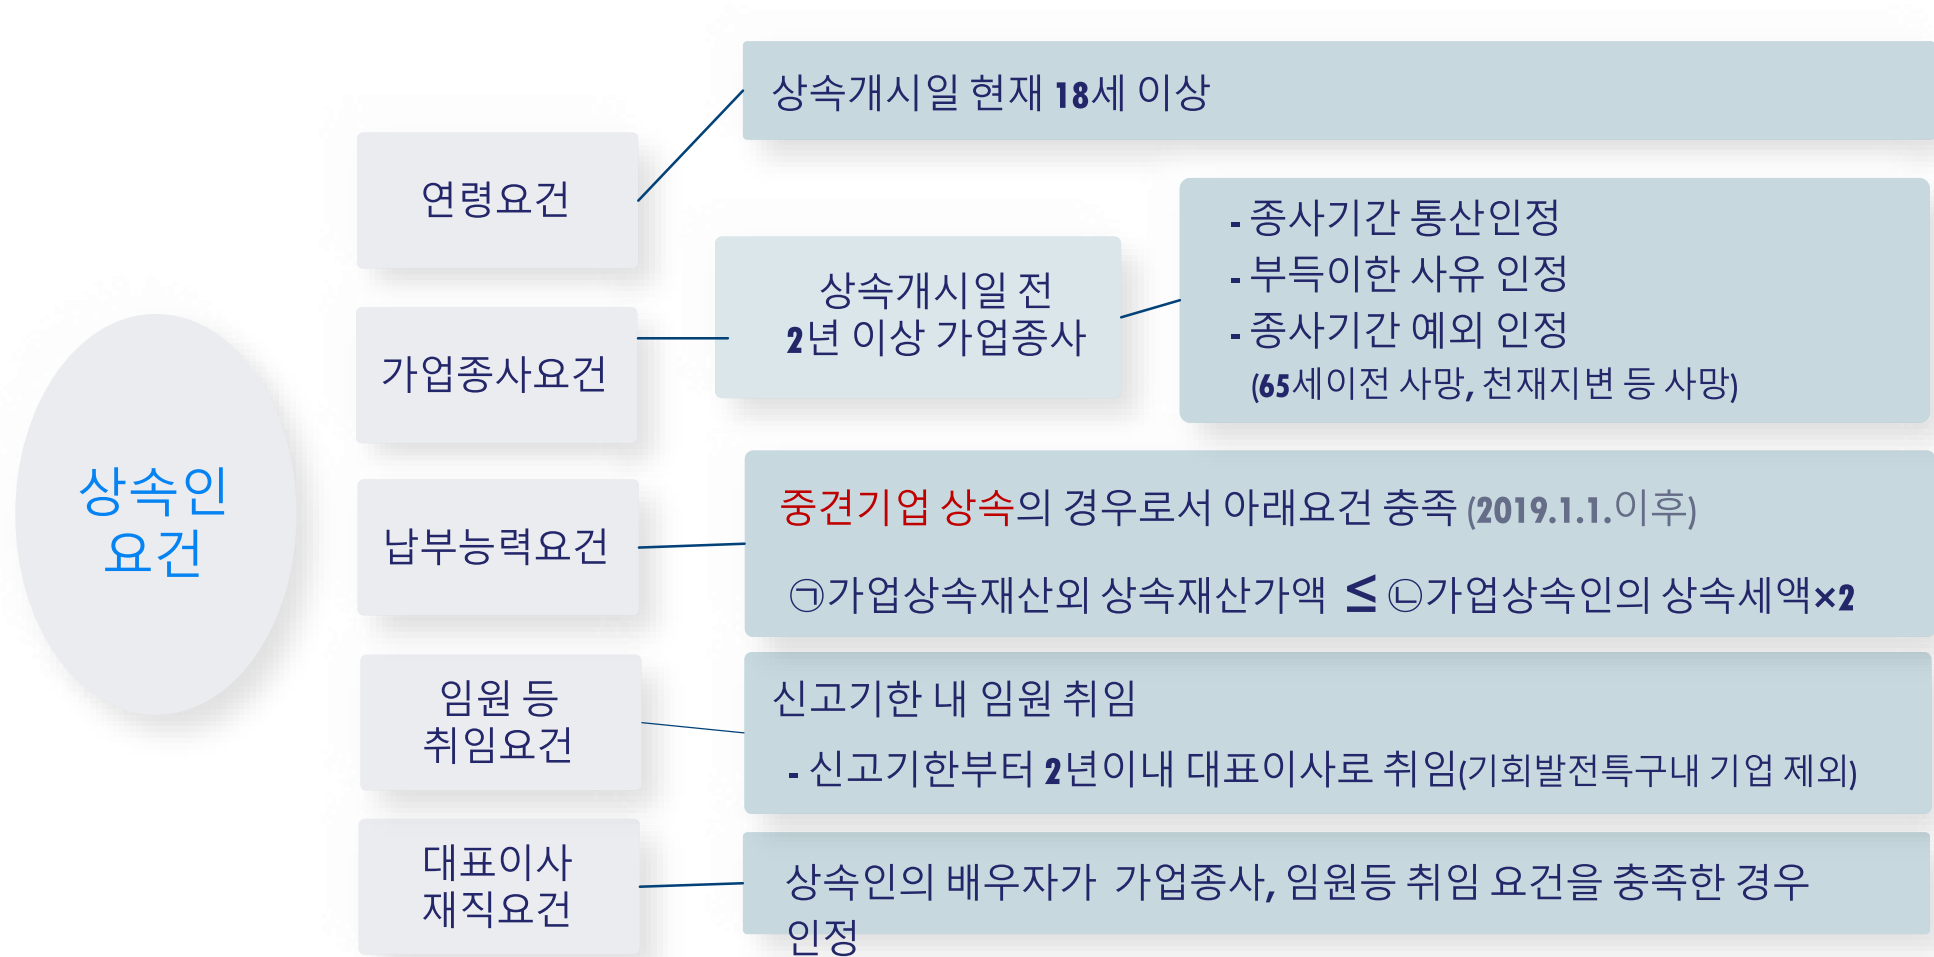 상속인
요건
연령요건
상속개시일 현재 18세 이상
가업종사요건
상속개시일 전
2년 이상 가업종사
- 종사기간 통산인정
- 부득이한 사유 인정
- 종사기간 예외 인정
(65세이전 사망, 천재지변 등 사망)
납부능력요건
중견기업 상속의 경우로서 아래요건 충족 (2019.1.1.이후)
㉠가업상속재산외 상속재산가액 ≤ ㉡가업상속인의 상속세액×2
임원 등
취임요건
신고기한 내 임원 취임
- 신고기한부터 2년이내 대표이사로 취임(기회발전특구내 기업 제외)
대표이사
재직요건
상속인의 배우자가 가업종사, 임원등 취임 요건을 충족한 경우
인정